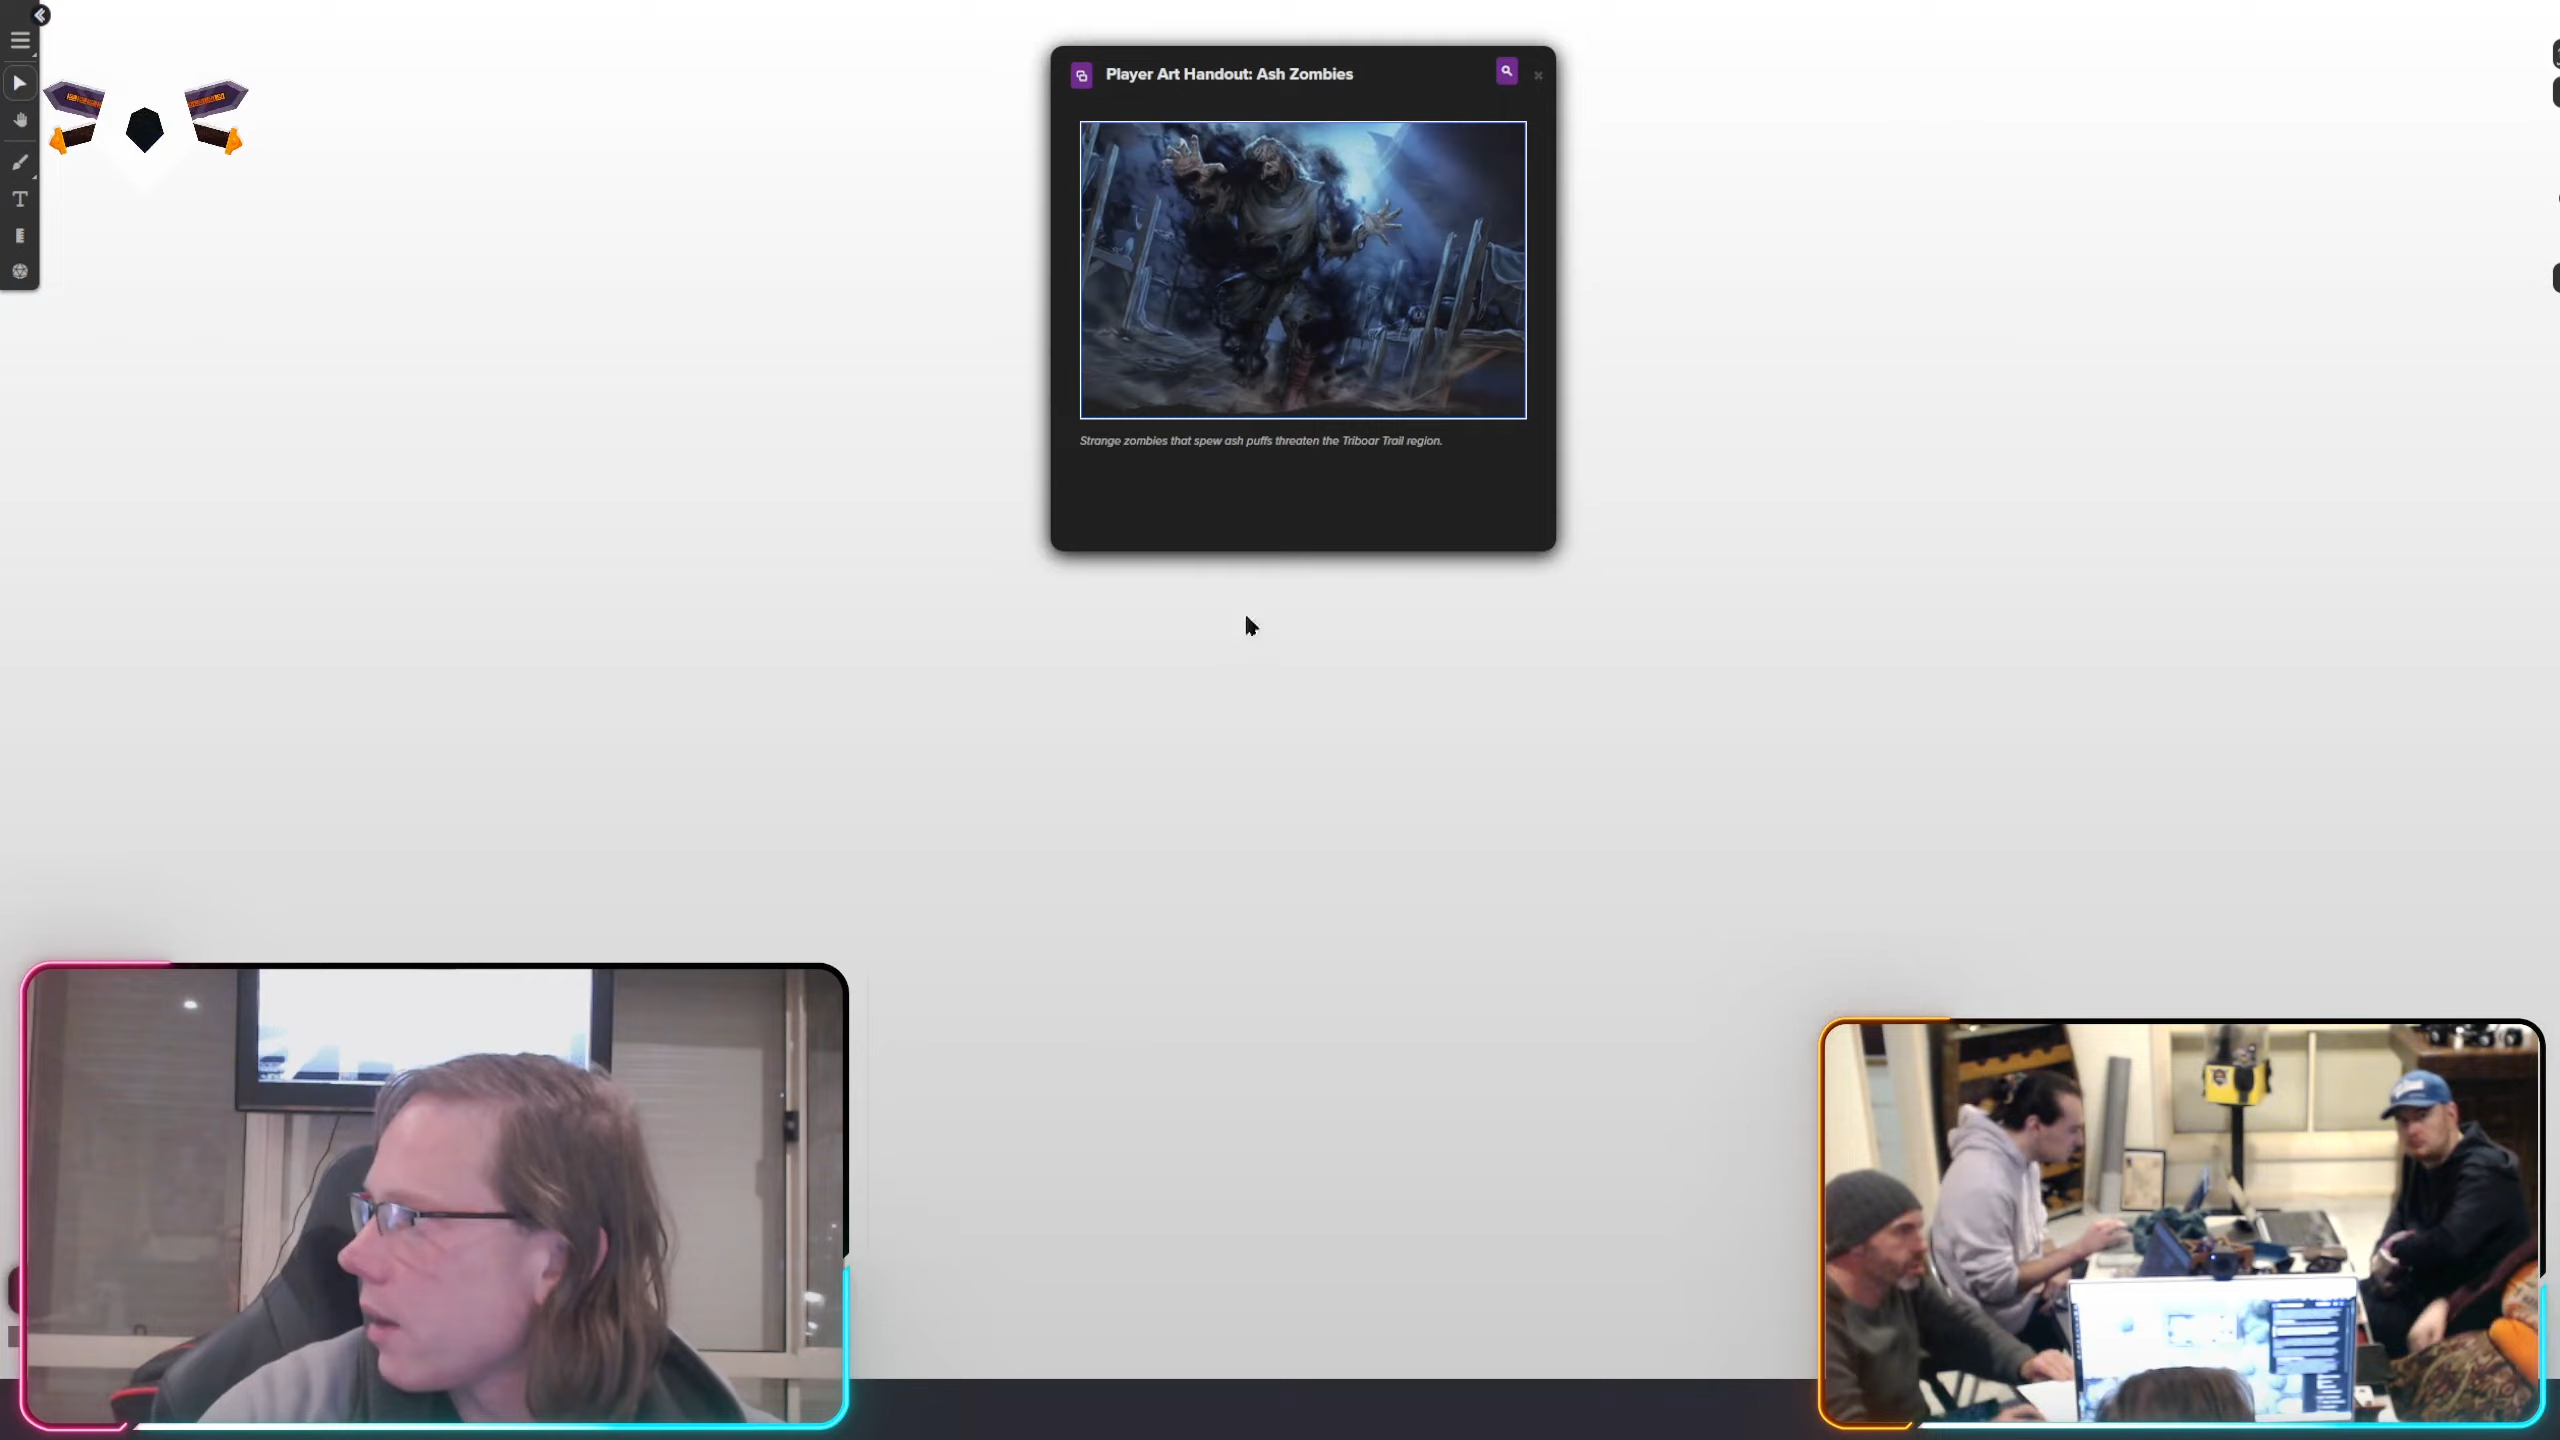 Player Art Handout: Ash Zombies
Strange zombies that spew ash puffs threaten the Triboar Trail region.